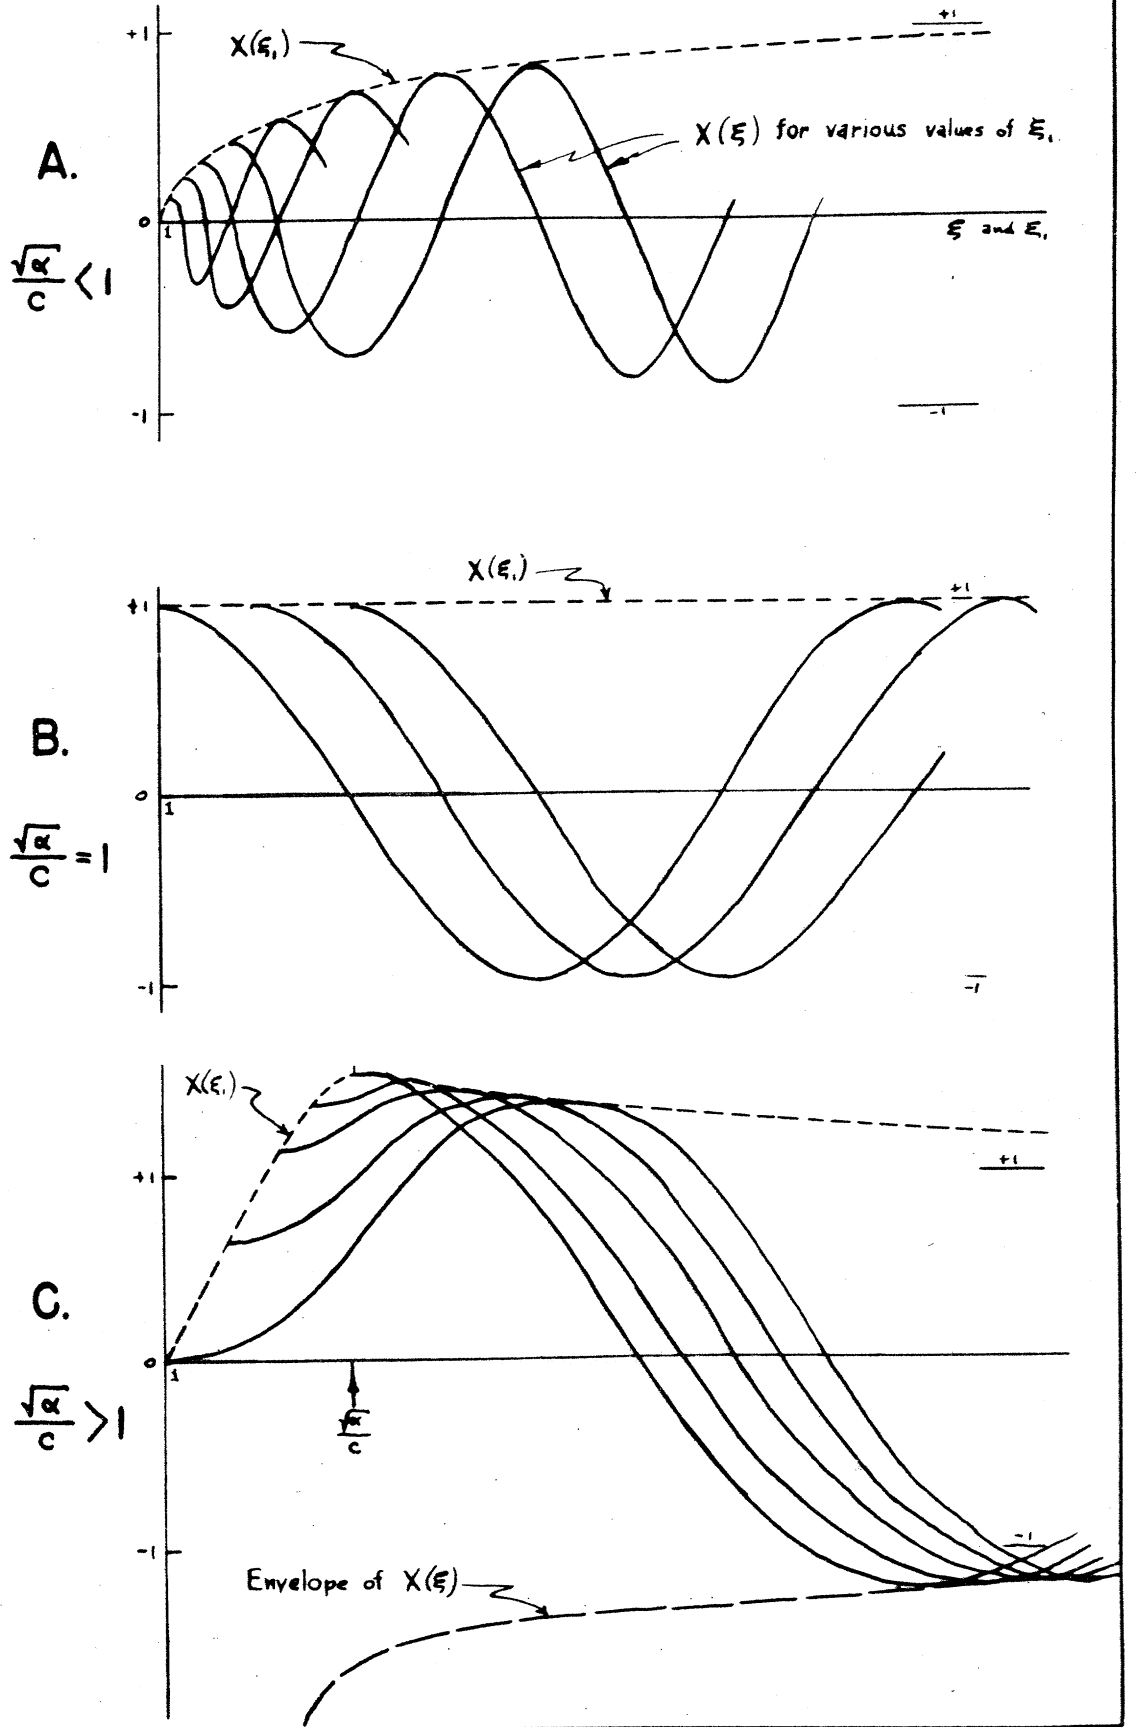 +1
X(ξ₁)
+1
A.
X(ξ) for various values of ξ₁.
0
1
ξ and ξ₁
√α/c < 1
-1
-1
X(ξ₁)
+1
+1
B.
0
1
√α/c = 1
-1
-1
X(ξ₁)
+1
+1
C.
0
1
√α/c
√α/c > 1
-1
-1
Envelope of X(ξ)